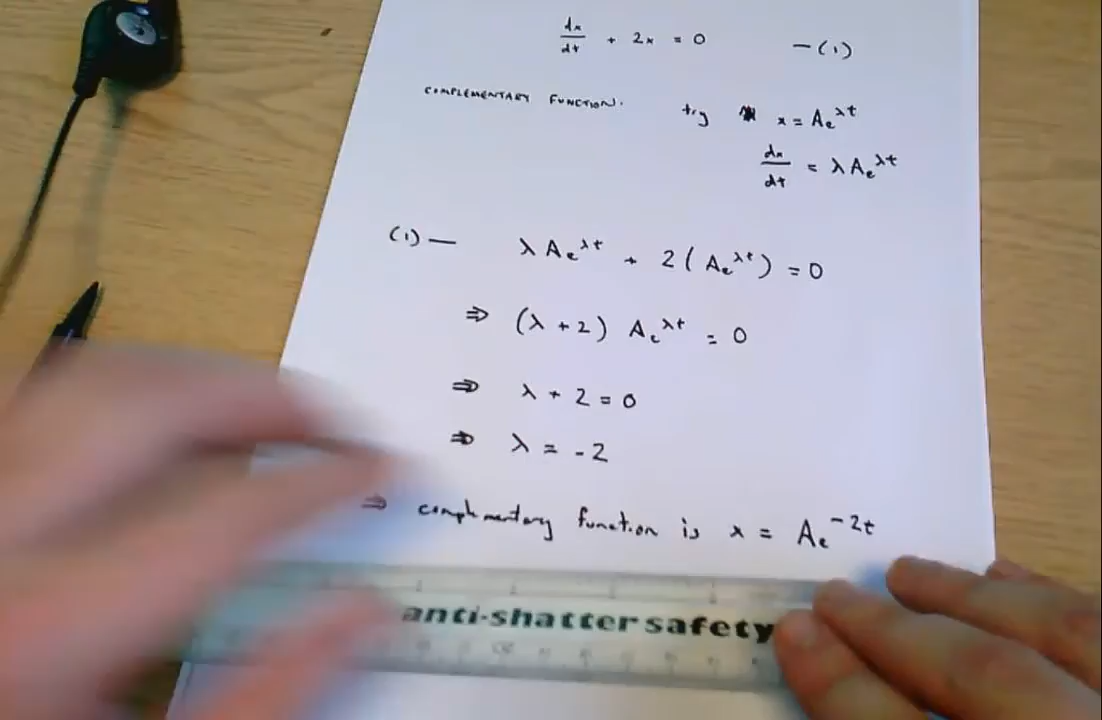 dx/dt + 2x = 0 —(1)
COMPLEMENTARY FUNCTION. try x = Ae^λt
dx/dt = λAe^λt
(1) — λAe^λt + 2(Ae^λt) = 0
⇒ (λ + 2) Ae^λt = 0
⇒ λ + 2 = 0
⇒ λ = -2
⇒ complimentary function is x = Ae^-2t
anti-shatter safety